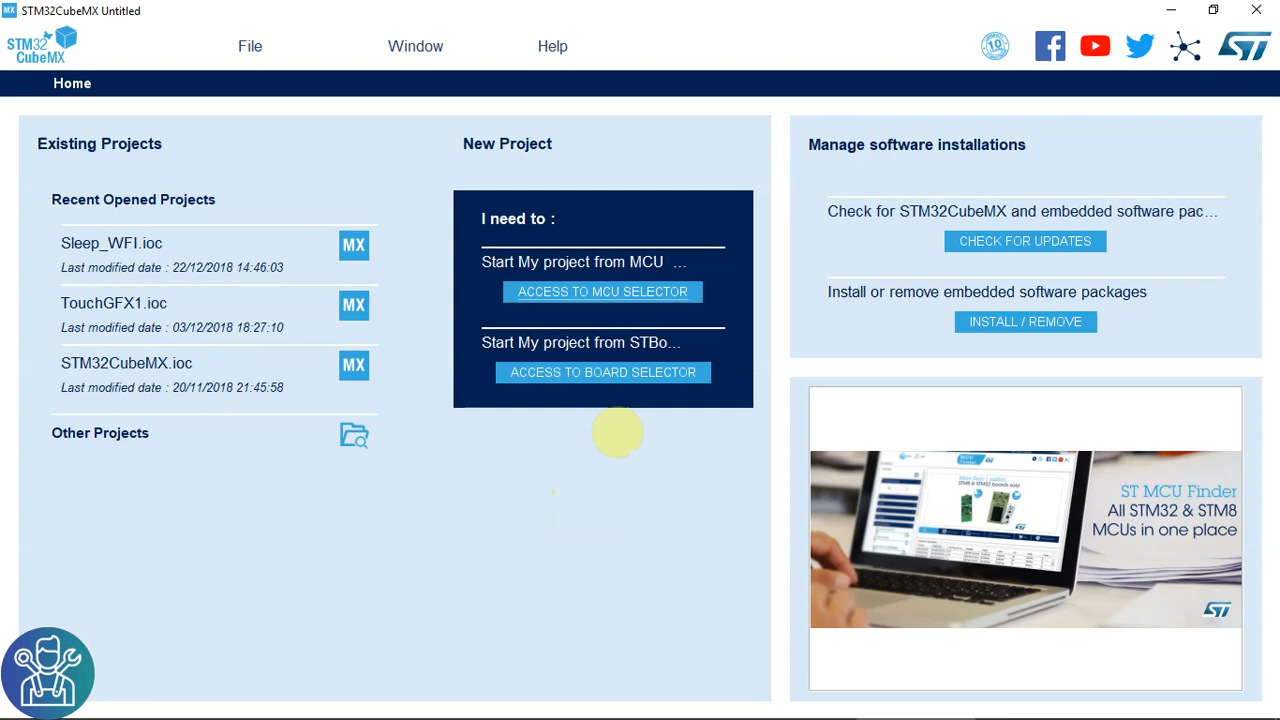 MX STM32CubeMX Untitled
STM32
CubeMX
File
Window
Help
10
Home
Existing Projects
Recent Opened Projects
Sleep_WFI.ioc
MX
Last modified date : 22/12/2018 14:46:03
TouchGFX1.ioc
MX
Last modified date : 03/12/2018 18:27:10
STM32CubeMX.ioc
MX
Last modified date : 20/11/2018 21:45:58
Other Projects
New Project
I need to :
Start My project from MCU ...
ACCESS TO MCU SELECTOR
Start My project from STBo...
ACCESS TO BOARD SELECTOR
Manage software installations
Check for STM32CubeMX and embedded software pac...
CHECK FOR UPDATES
Install or remove embedded software packages
INSTALL / REMOVE
ST MCU Finder
All STM32 & STM8
MCUs in one place
ST